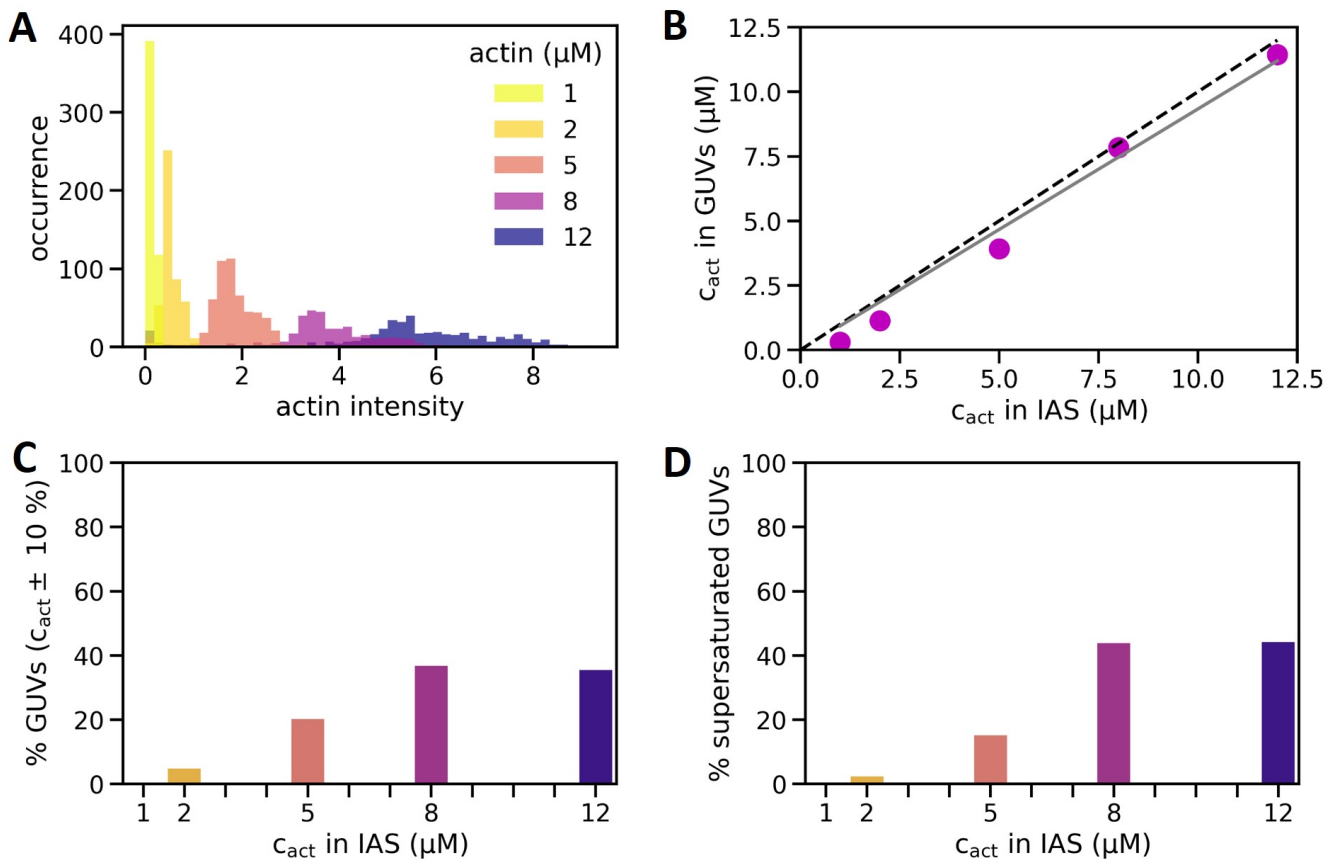 A
400
300
200
100
0
occurrence
0 2 4 6 8
actin intensity
actin (µM)
1
2
5
8
12
B
12.5
10.0
7.5
5.0
2.5
0.0
cact in GUVs (µM)
0.0 2.5 5.0 7.5 10.0 12.5
cact in IAS (µM)
C
100
80
60
40
20
0
% GUVs (cact ± 10 %)
1 2 5 8 12
cact in IAS (µM)
D
100
80
60
40
20
0
% supersaturated GUVs
1 2 5 8 12
cact in IAS (µM)